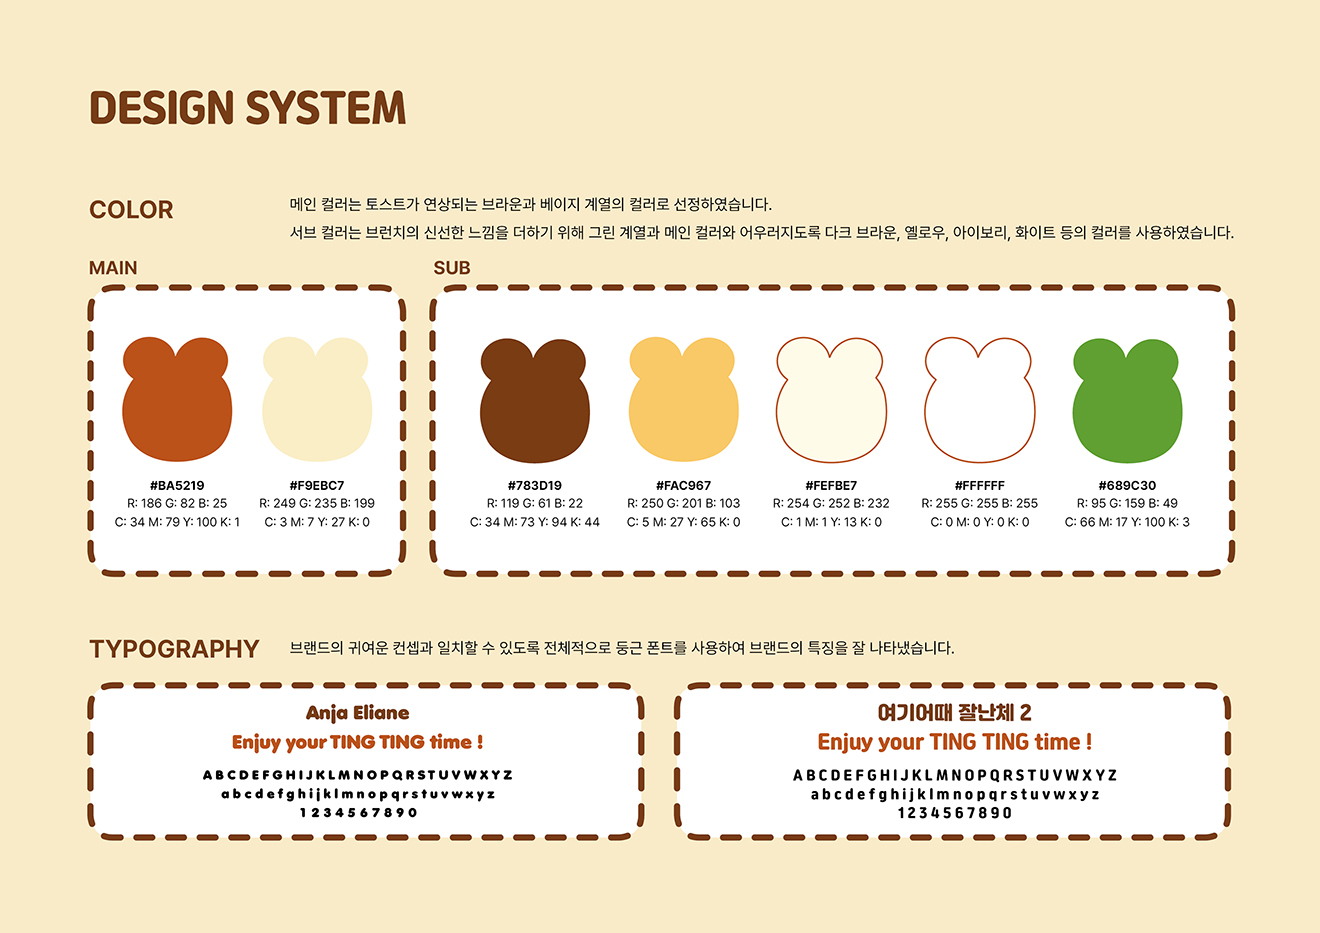 DESIGN SYSTEM
COLOR
메인 컬러는 토스트가 연상되는 브라운과 베이지 계열의 컬러로 선정하였습니다.
서브 컬러는 브런치의 신선한 느낌을 더하기 위해 그린 계열과 메인 컬러와 어우러지도록 다크 브라운, 옐로우, 아이보리, 화이트 등의 컬러를 사용하였습니다.
MAIN
#BA5219
R: 186 G: 82 B: 25
C: 34 M: 79 Y: 100 K: 1
#F9EBC7
R: 249 G: 235 B: 199
C: 3 M: 7 Y: 27 K: 0
SUB
#783D19
R: 119 G: 61 B: 22
C: 34 M: 73 Y: 94 K: 44
#FAC967
R: 250 G: 201 B: 103
C: 5 M: 27 Y: 65 K: 0
#FEFBE7
R: 254 G: 252 B: 232
C: 1 M: 1 Y: 13 K: 0
#FFFFFF
R: 255 G: 255 B: 255
C: 0 M: 0 Y: 0 K: 0
#689C30
R: 95 G: 159 B: 49
C: 66 M: 17 Y: 100 K: 3
TYPOGRAPHY
브랜드의 귀여운 컨셉과 일치할 수 있도록 전체적으로 둥근 폰트를 사용하여 브랜드의 특징을 잘 나타냈습니다.
Anja Eliane
Enjuy your TING TING time !
ABCDEFGHIJKLMNOPQRSTUVWXYZ
abcdefghijklmnopqrstuvwxyz
1234567890
여기어때 잘난체 2
Enjuy your TING TING time !
ABCDEFGHIJKLMNOPQRSTUVWXYZ
abcdefghijklmnopqrstuvwxyz
1234567890